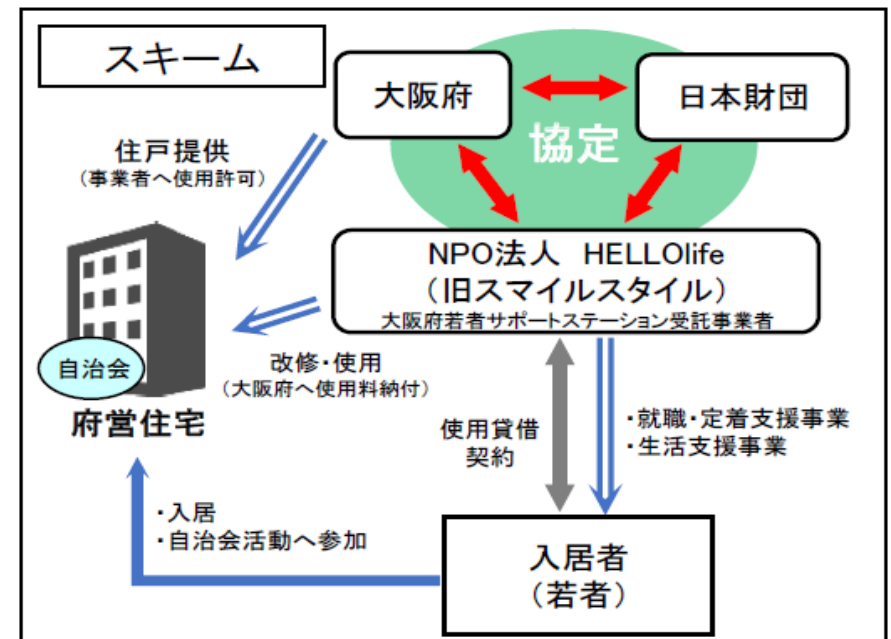 スキーム
大阪府
日本財団
協定
住戸提供
（事業者へ使用許可）
NPO法人　HELLOlife
（旧スマイルスタイル）
大阪府若者サポートステーション受託事業者
自治会
府営住宅
改修・使用
（大阪府へ使用料納付）
使用貸借
契約
・就職・定着支援事業
・生活支援事業
・入居
・自治会活動へ参加
入居者
（若者）